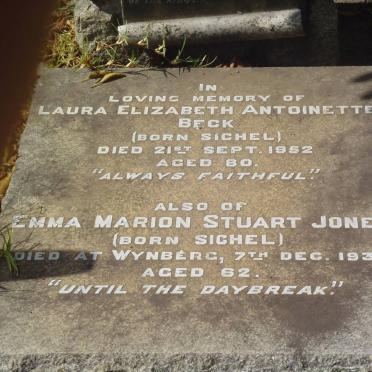 IN
LOVING MEMORY OF
LAURA ELIZABETH ANTOINETTE
BECK
(BORN SICHEL)
DIED 21ST SEPT. 1952
AGED 80.
"ALWAYS FAITHFUL"
ALSO OF
EMMA MARION STUART JONE
(BORN SICHEL)
DIED AT WYNBERG, 7TH DEC. 193
AGED 62.
"UNTIL THE DAYBREAK."